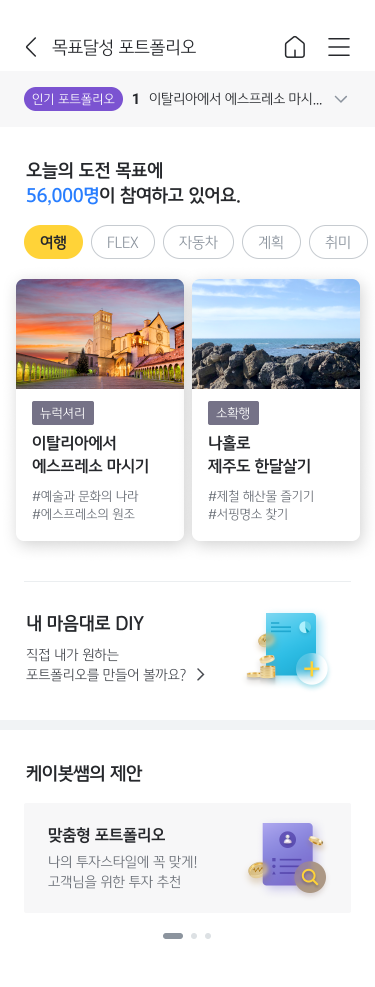 목표달성 포트폴리오
인기 포트폴리오 1 이탈리아에서 에스프레소 마시...
오늘의 도전 목표에
56,000명이 참여하고 있어요.
여행 FLEX 자동차 계획 취미
뉴럭셔리
이탈리아에서
에스프레소 마시기
#예술과 문화의 나라
#에스프레소의 원조
소확행
나홀로
제주도 한달살기
#제철 해산물 즐기기
#서핑명소 찾기
내 마음대로 DIY
직접 내가 원하는
포트폴리오를 만들어 볼까요?
케이봇쌤의 제안
맞춤형 포트폴리오
나의 투자스타일에 꼭 맞게!
고객님을 위한 투자 추천